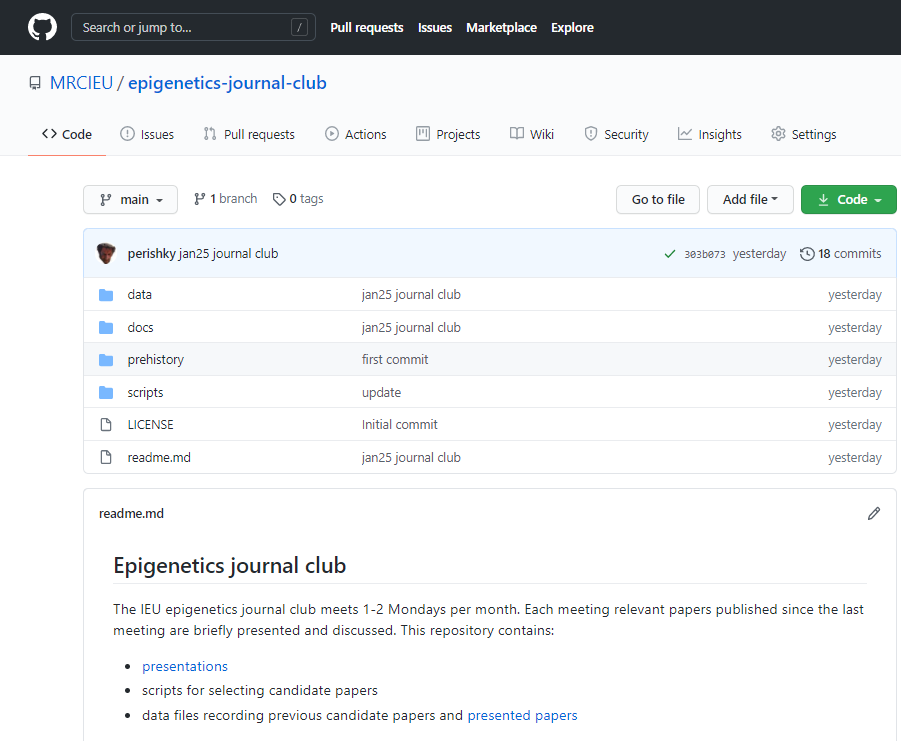 Search or jump to... /
Pull requests Issues Marketplace Explore
MRCIEU / epigenetics-journal-club
Code Issues Pull requests Actions Projects Wiki Security Insights Settings
main 1 branch 0 tags Go to file Add file Code
perishky jan25 journal club 303b073 yesterday 18 commits
data jan25 journal club yesterday
docs jan25 journal club yesterday
prehistory first commit yesterday
scripts update yesterday
LICENSE Initial commit yesterday
readme.md jan25 journal club yesterday
readme.md
Epigenetics journal club
The IEU epigenetics journal club meets 1-2 Mondays per month. Each meeting relevant papers published since the last
meeting are briefly presented and discussed. This repository contains:
• presentations
• scripts for selecting candidate papers
• data files recording previous candidate papers and presented papers